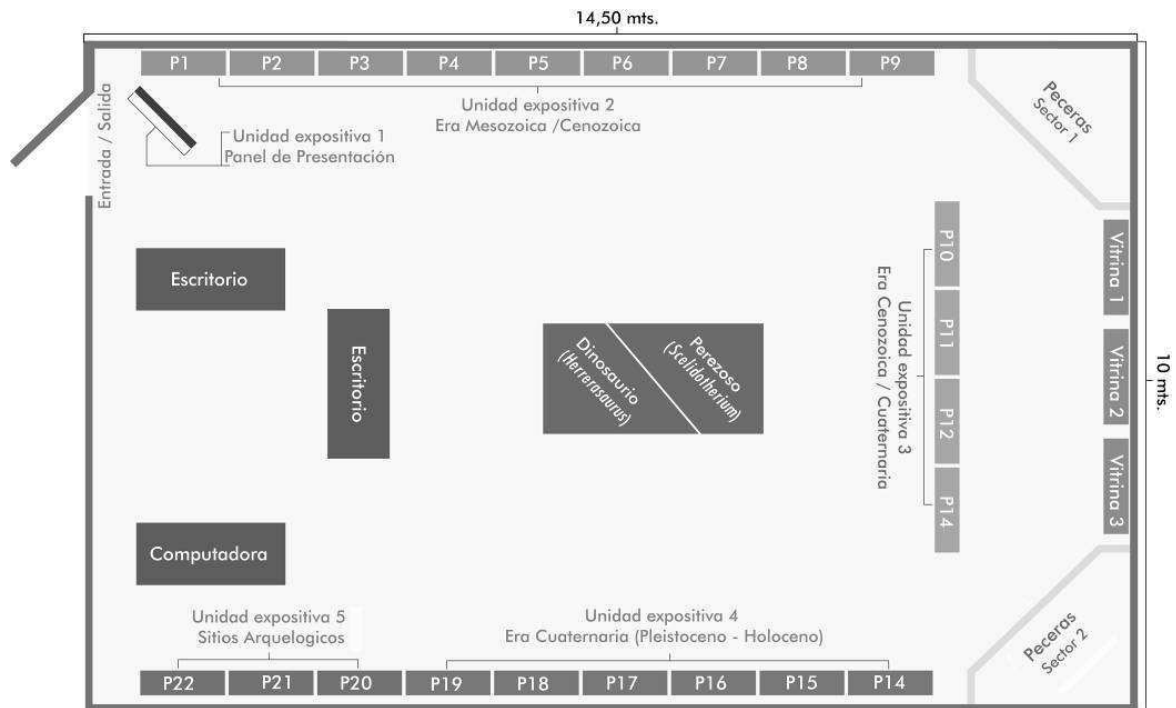 14,50 mts.
P1 P2 P3 P4 P5 P6 P7 P8 P9
Unidad expositiva 2
Era Mesozoica /Cenozoica
Entrada / Salida
Unidad expositiva 1
Panel de Presentación
Peceras
Sector 1
Escritorio
Escritorio
Dinosaurio
(Herrerasaurus)
Perezoso
(Scelidotherium)
Unidad expositiva 3
Era Cenozoica / Cuaternaria
P10
P11
P12
P14
Vitrina 1
Vitrina 2
Vitrina 3
10 mts.
Computadora
Unidad expositiva 5
Sitios Arquelogicos
Unidad expositiva 4
Era Cuaternaria (Pleistoceno - Holoceno)
Peceras
Sector 2
P22 P21 P20 P19 P18 P17 P16 P15 P14